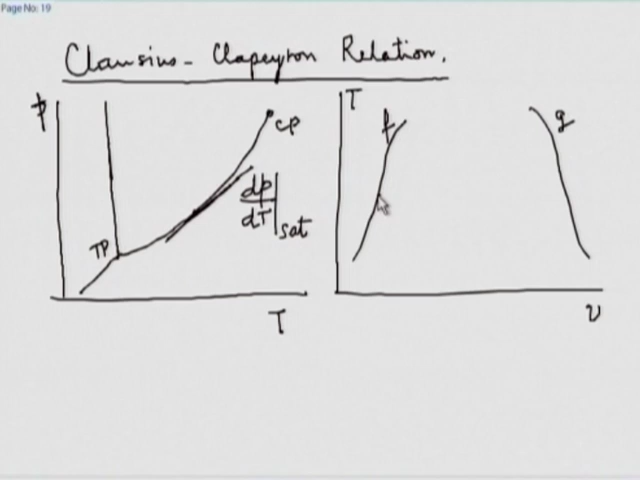 Page No: 19
Clausius - Clapeyron Relation.
p
CP
dp
dT
sat
TP
T
T
f
g
v